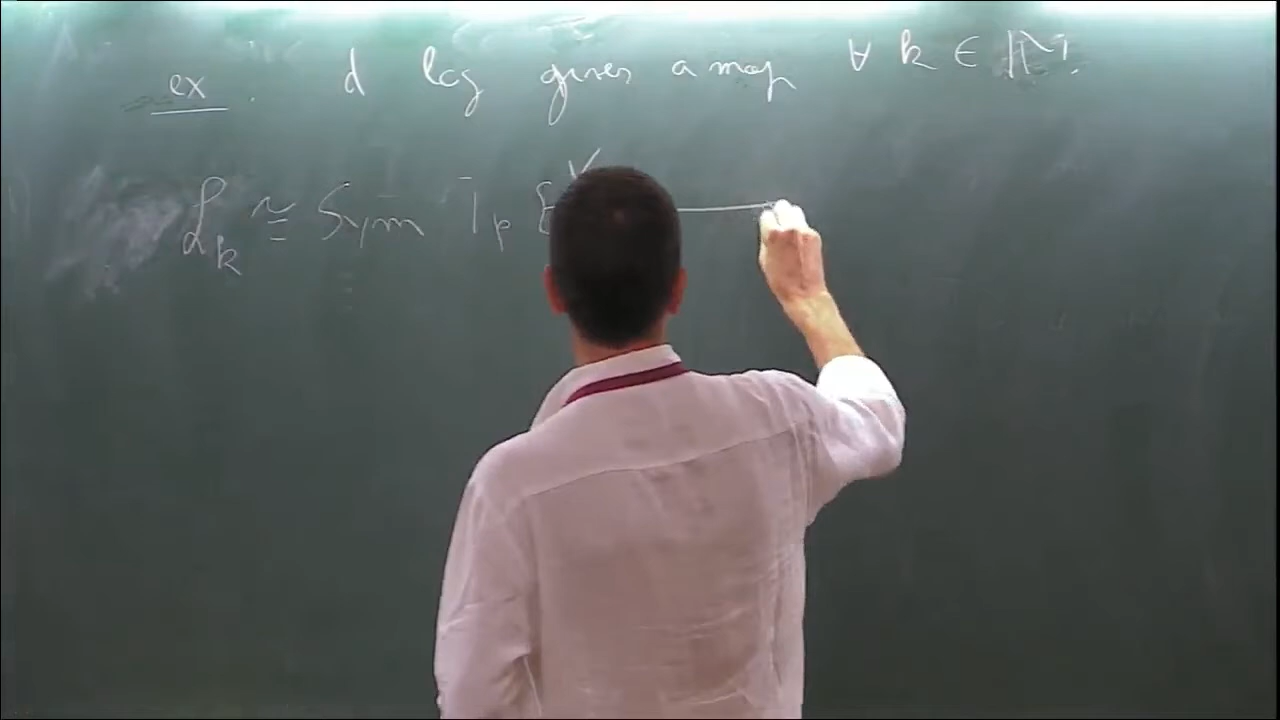 ex. d log gives a map ∀ k ∈ ℕ.
ℒ_k ≅ Sym T_p ℰ^∨